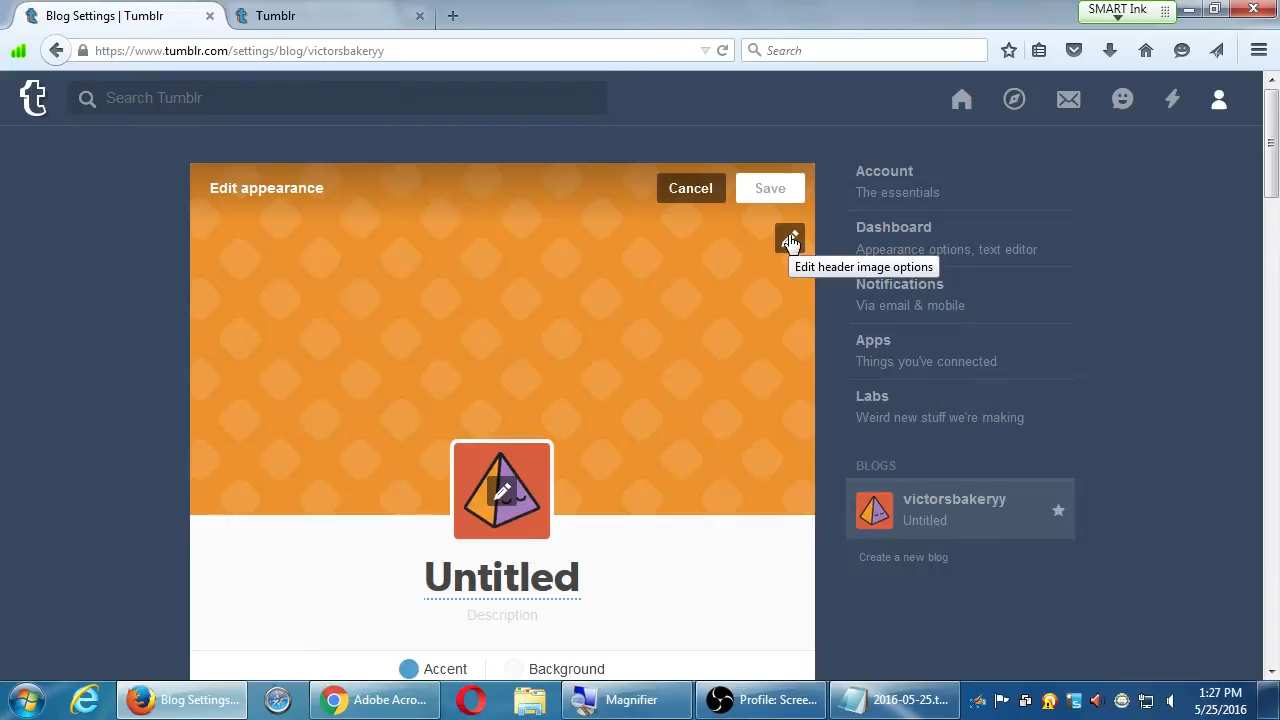 Blog Settings | Tumblr
Tumblr
SMART Ink
https://www.tumblr.com/settings/blog/victorsbakeryy
Search
Search Tumblr
Edit appearance
Cancel
Save
Edit header image options
Account
The essentials
Dashboard
Appearance options, text editor
Notifications
Via email & mobile
Apps
Things you've connected
Labs
Weird new stuff we're making
BLOGS
victorsbakeryy
Untitled
Create a new blog
Untitled
Description
Accent
Background
Blog Settings...
Adobe Acro...
Magnifier
Profile: Scree...
2016-05-25.t...
1:27 PM
5/25/2016